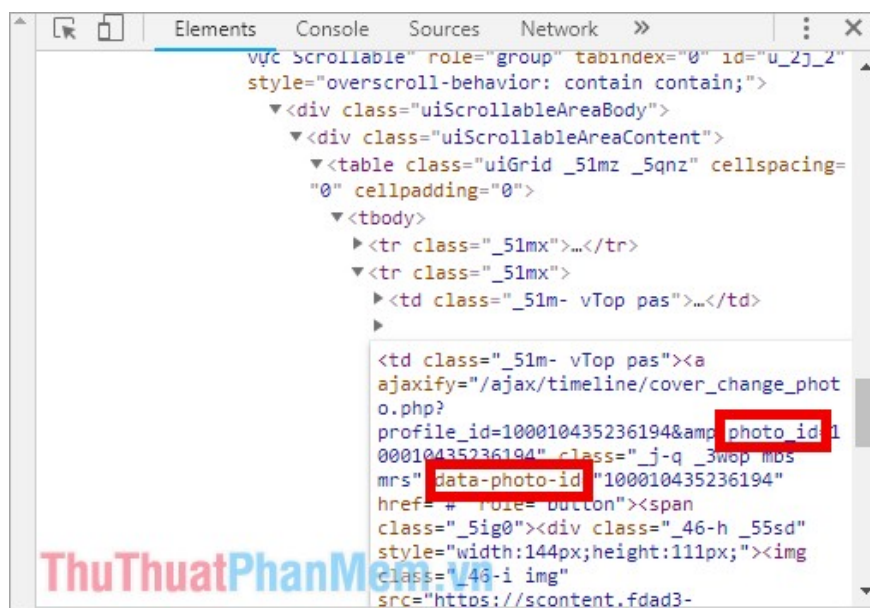 Elements Console Sources Network »
vực Scrollable" role="group" tabindex="0" id="u_2j_2"
style="overscroll-behavior: contain contain;">
▼<div class="uiScrollableAreaBody">
▼<div class="uiScrollableAreaContent">
▼<table class="uiGrid _51mz _5qnz" cellspacing=
"0" cellpadding="0">
▼<tbody>
▶<tr class="_51mx">…</tr>
▼<tr class="_51mx">
▶<td class="_51m- vTop pas">…</td>
▶
<td class="_51m- vTop pas"><a
ajaxify="/ajax/timeline/cover_change_phot
o.php?
profile_id=100010435236194&amp photo_id=1
00010435236194" class="_j-q _3w6p mbs
mrs" data-photo-id "100010435236194"
href="#" role="button"><span
class="_5ig0"><div class="_46-h _55sd"
style="width:144px;height:111px;"><img
class="_46-i img"
src="https://scontent.fdad3-
ThuThuatPhanMem.vn